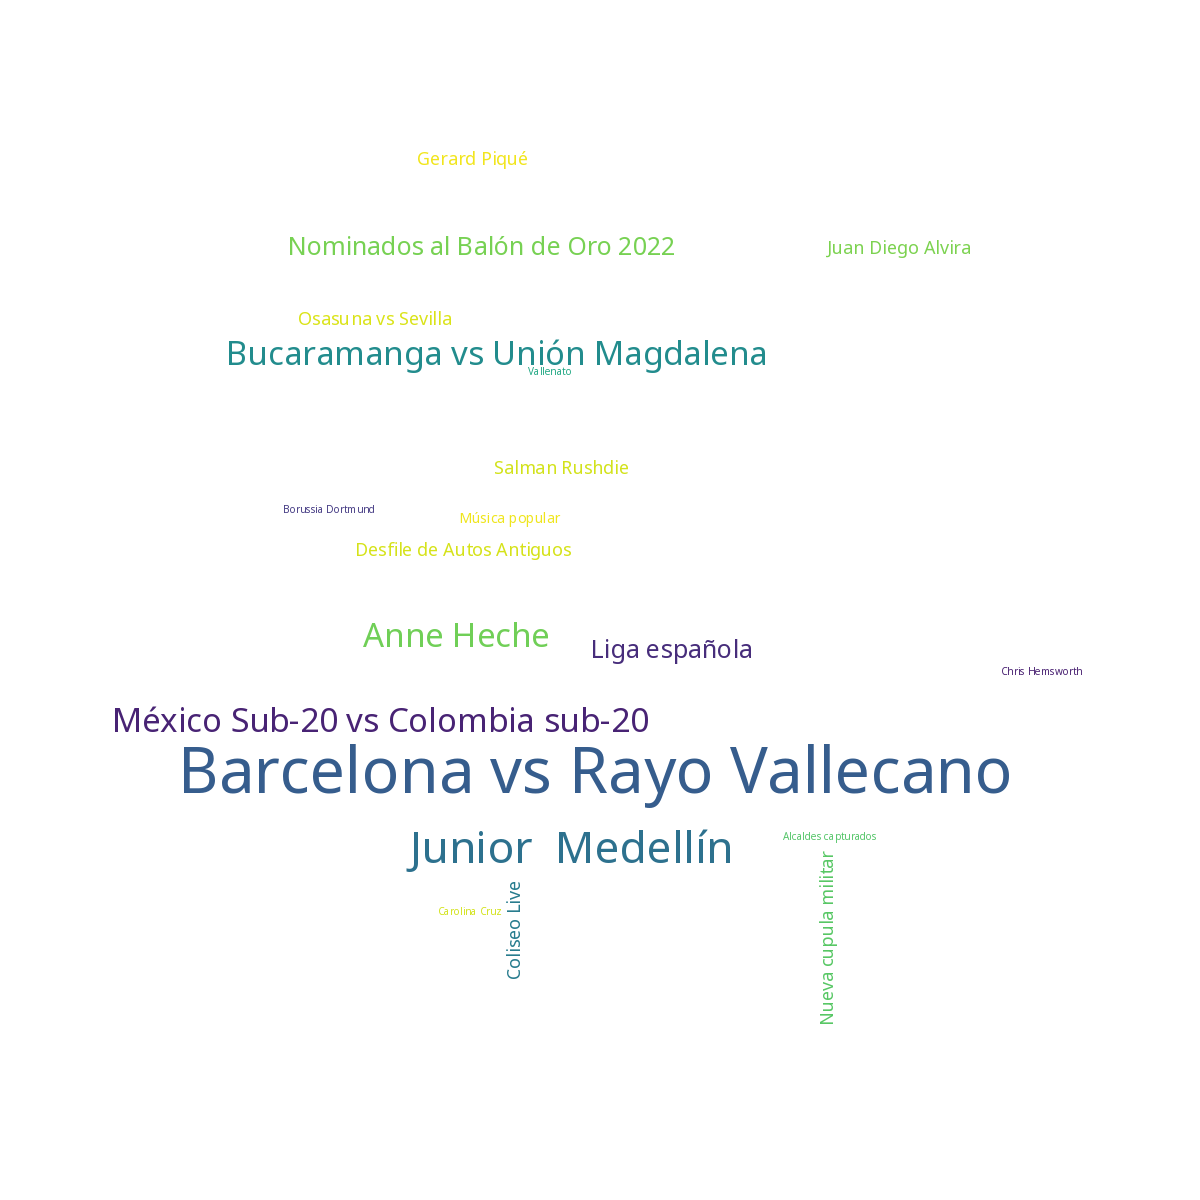 Gerard Piqué
Nominados al Balón de Oro 2022
Juan Diego Alvira
Osasuna vs Sevilla
Bucaramanga vs Unión Magdalena
Vallenato
Salman Rushdie
Borussia Dortmund
Música popular
Desfile de Autos Antiguos
Anne Heche
Liga española
Chris Hemsworth
México Sub-20 vs Colombia sub-20
Barcelona vs Rayo Vallecano
Junior Medellín
Alcaldes capturados
Nueva cupula militar
Carolina Cruz
Coliseo Live